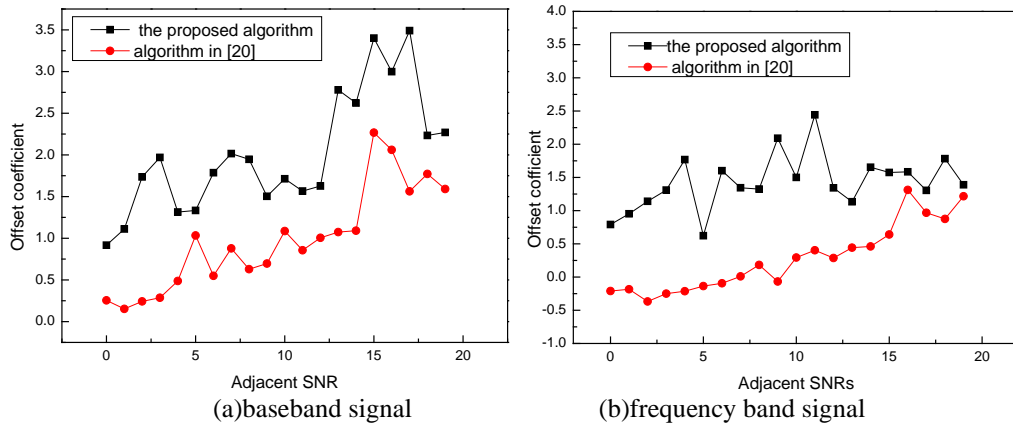 the proposed algorithm
algorithm in [20]
3.5
3.0
2.5
2.0
1.5
1.0
0.5
0.0
Offset coefficient
0 5 10 15 20
Adjacent SNR
(a)baseband signal
the proposed algorithm
algorithm in [20]
4.0
3.5
3.0
2.5
2.0
1.5
1.0
0.5
0.0
-0.5
-1.0
Offset cofficient
0 5 10 15 20
Adjacent SNRs
(b)frequency band signal